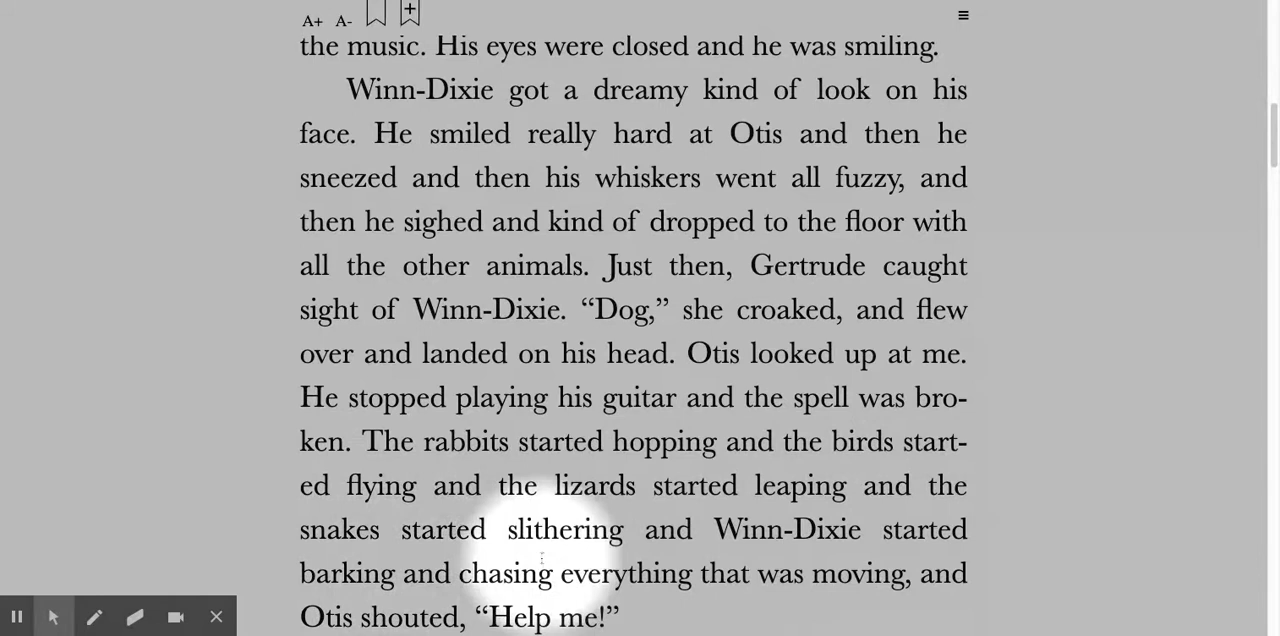 A+ A-
the music. His eyes were closed and he was smiling.
Winn-Dixie got a dreamy kind of look on his
face. He smiled really hard at Otis and then he
sneezed and then his whiskers went all fuzzy, and
then he sighed and kind of dropped to the floor with
all the other animals. Just then, Gertrude caught
sight of Winn-Dixie. “Dog,” she croaked, and flew
over and landed on his head. Otis looked up at me.
He stopped playing his guitar and the spell was bro-
ken. The rabbits started hopping and the birds start-
ed flying and the lizards started leaping and the
snakes started slithering and Winn-Dixie started
barking and chasing everything that was moving, and
Otis shouted, “Help me!”